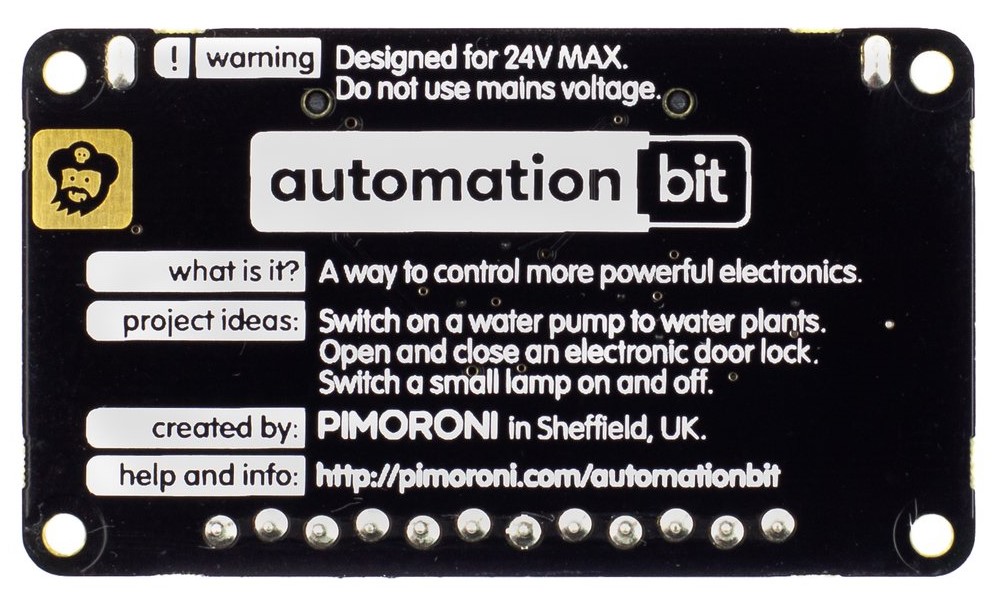 ! warning Designed for 24V MAX.
Do not use mains voltage.
automation bit
what is it? A way to control more powerful electronics.
project ideas: Switch on a water pump to water plants.
Open and close an electronic door lock.
Switch a small lamp on and off.
created by: PIMORONI in Sheffield, UK.
help and info: http://pimoroni.com/automationbit